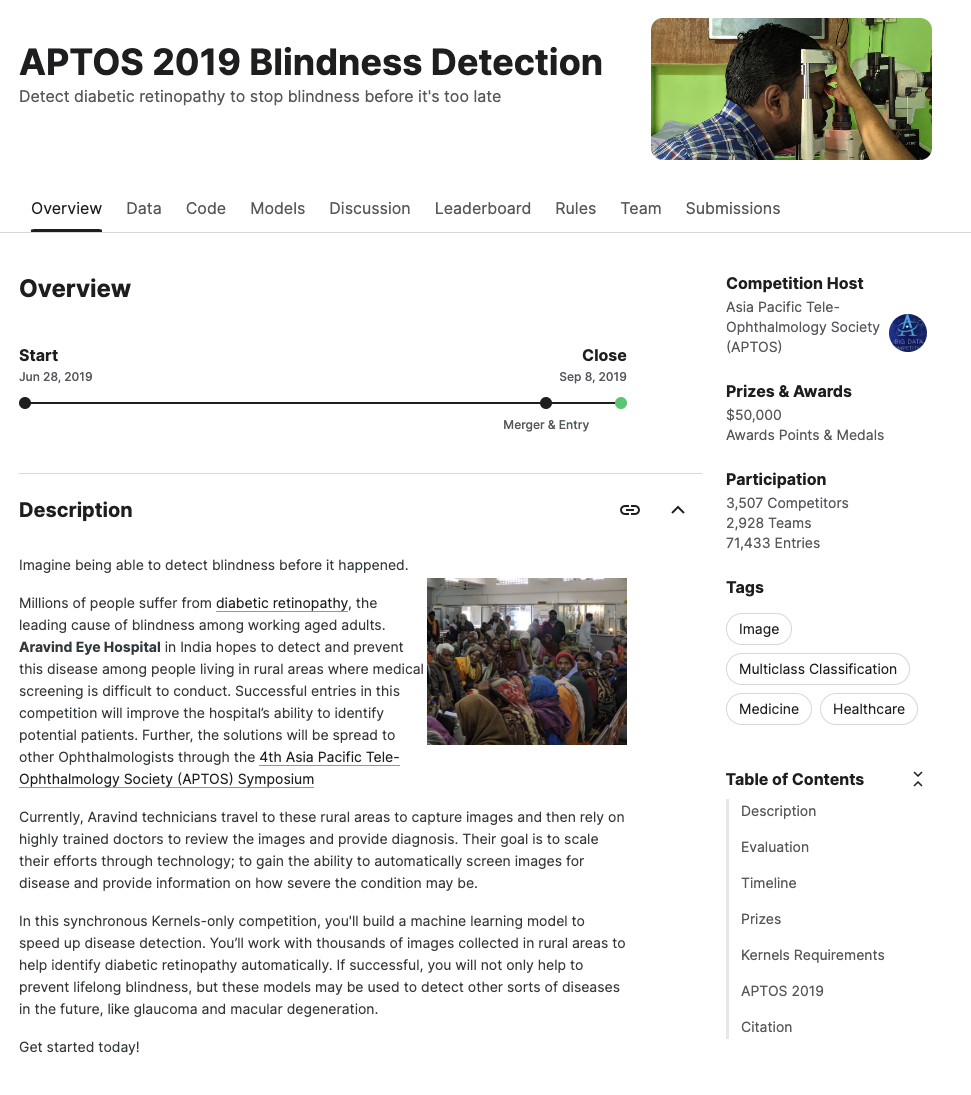 APTOS 2019 Blindness Detection
Detect diabetic retinopathy to stop blindness before it's too late
Overview
Data
Code
Models
Discussion
Leaderboard
Rules
Team
Submissions
Overview
Start
Jun 28, 2019
Close
Sep 8, 2019
Merger & Entry
Description
Imagine being able to detect blindness before it happened.
Millions of people suffer from diabetic retinopathy, the
leading cause of blindness among working aged adults.
Aravind Eye Hospital in India hopes to detect and prevent
this disease among people living in rural areas where medical
screening is difficult to conduct. Successful entries in this
competition will improve the hospital’s ability to identify
potential patients. Further, the solutions will be spread to
other Ophthalmologists through the 4th Asia Pacific Tele-
Ophthalmology Society (APTOS) Symposium
Currently, Aravind technicians travel to these rural areas to capture images and then rely on
highly trained doctors to review the images and provide diagnosis. Their goal is to scale
their efforts through technology; to gain the ability to automatically screen images for
disease and provide information on how severe the condition may be.
In this synchronous Kernels-only competition, you'll build a machine learning model to
speed up disease detection. You’ll work with thousands of images collected in rural areas to
help identify diabetic retinopathy automatically. If successful, you will not only help to
prevent lifelong blindness, but these models may be used to detect other sorts of diseases
in the future, like glaucoma and macular degeneration.
Get started today!
Competition Host
Asia Pacific Tele-
Ophthalmology Society
(APTOS)
BIG DATA
Prizes & Awards
$50,000
Awards Points & Medals
Participation
3,507 Competitors
2,928 Teams
71,433 Entries
Tags
Image
Multiclass Classification
Medicine
Healthcare
Table of Contents
Description
Evaluation
Timeline
Prizes
Kernels Requirements
APTOS 2019
Citation